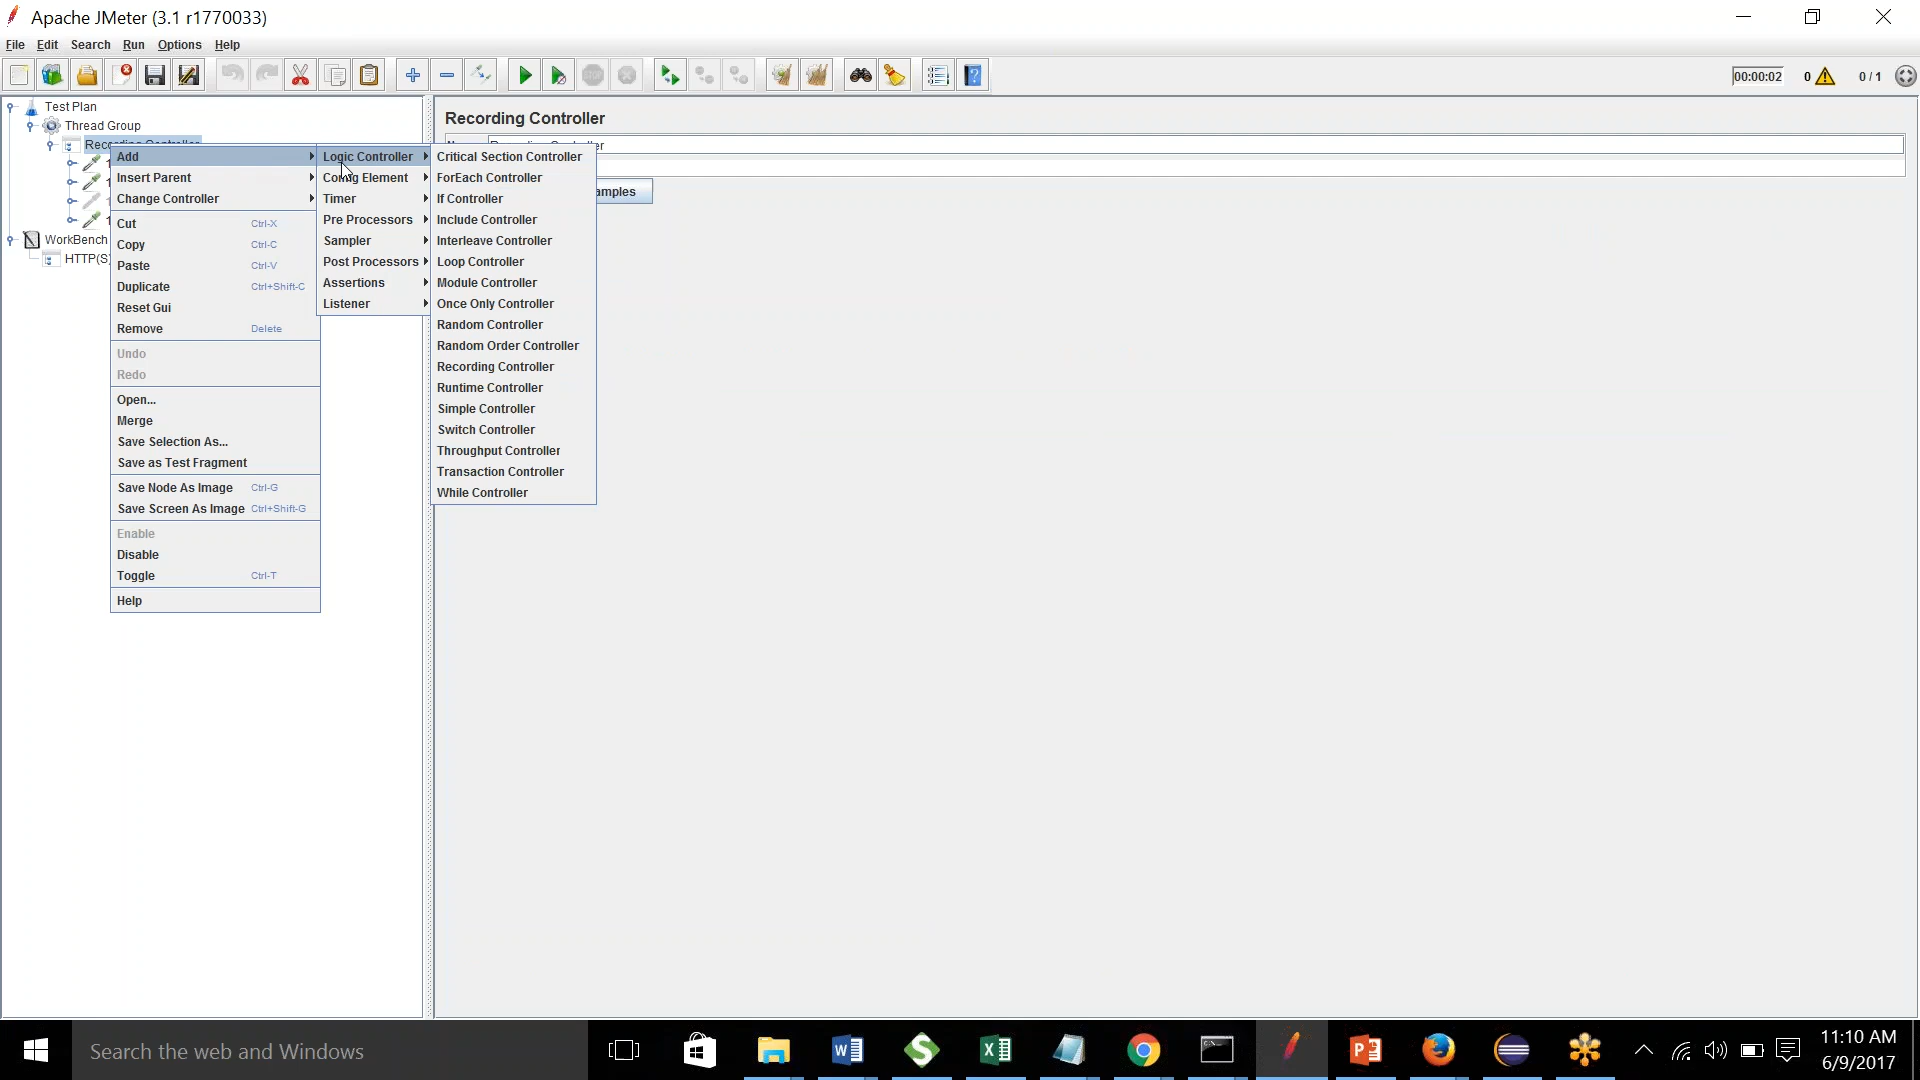 Apache JMeter (3.1 r1770033)
File Edit Search Run Options Help
00:00:02 0 0 / 1
Test Plan
Thread Group
Recording Controller
WorkBench
HTTP(S)
Add
Insert Parent
Change Controller
Cut Ctrl-X
Copy Ctrl-C
Paste Ctrl-V
Duplicate Ctrl+Shift-C
Reset Gui
Remove Delete
Undo
Redo
Open...
Merge
Save Selection As...
Save as Test Fragment
Save Node As Image Ctrl-G
Save Screen As Image Ctrl+Shift-G
Enable
Disable
Toggle Ctrl-T
Help
Logic Controller
Config Element
Timer
Pre Processors
Sampler
Post Processors
Assertions
Listener
Critical Section Controller
ForEach Controller
If Controller
Include Controller
Interleave Controller
Loop Controller
Module Controller
Once Only Controller
Random Controller
Random Order Controller
Recording Controller
Runtime Controller
Simple Controller
Switch Controller
Throughput Controller
Transaction Controller
While Controller
Recording Controller
Recording Controller
amples
Search the web and Windows
11:10 AM
6/9/2017